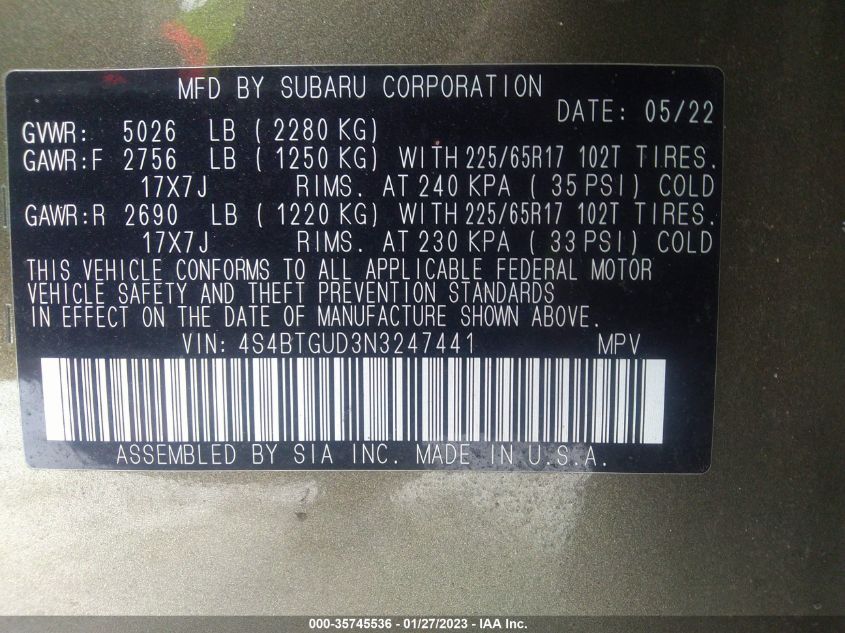 MFD BY SUBARU CORPORATION
DATE: 05/22
GVWR: 5026 LB ( 2280 KG)
GAWR:F 2756 LB ( 1250 KG) WITH 225/65R17 102T TIRES.
17X7J RIMS. AT 240 KPA ( 35 PSI) COLD
GAWR:R 2690 LB ( 1220 KG) WITH 225/65R17 102T TIRES.
17X7J RIMS. AT 230 KPA ( 33 PSI) COLD
THIS VEHICLE CONFORMS TO ALL APPLICABLE FEDERAL MOTOR
VEHICLE SAFETY AND THEFT PREVENTION STANDARDS
IN EFFECT ON THE DATE OF MANUFACTURE SHOWN ABOVE.
VIN: 4S4BTGUD3N3247441 MPV
ASSEMBLED BY SIA INC. MADE IN U.S.A.
000-35745536 - 01/27/2023 - IAA Inc.